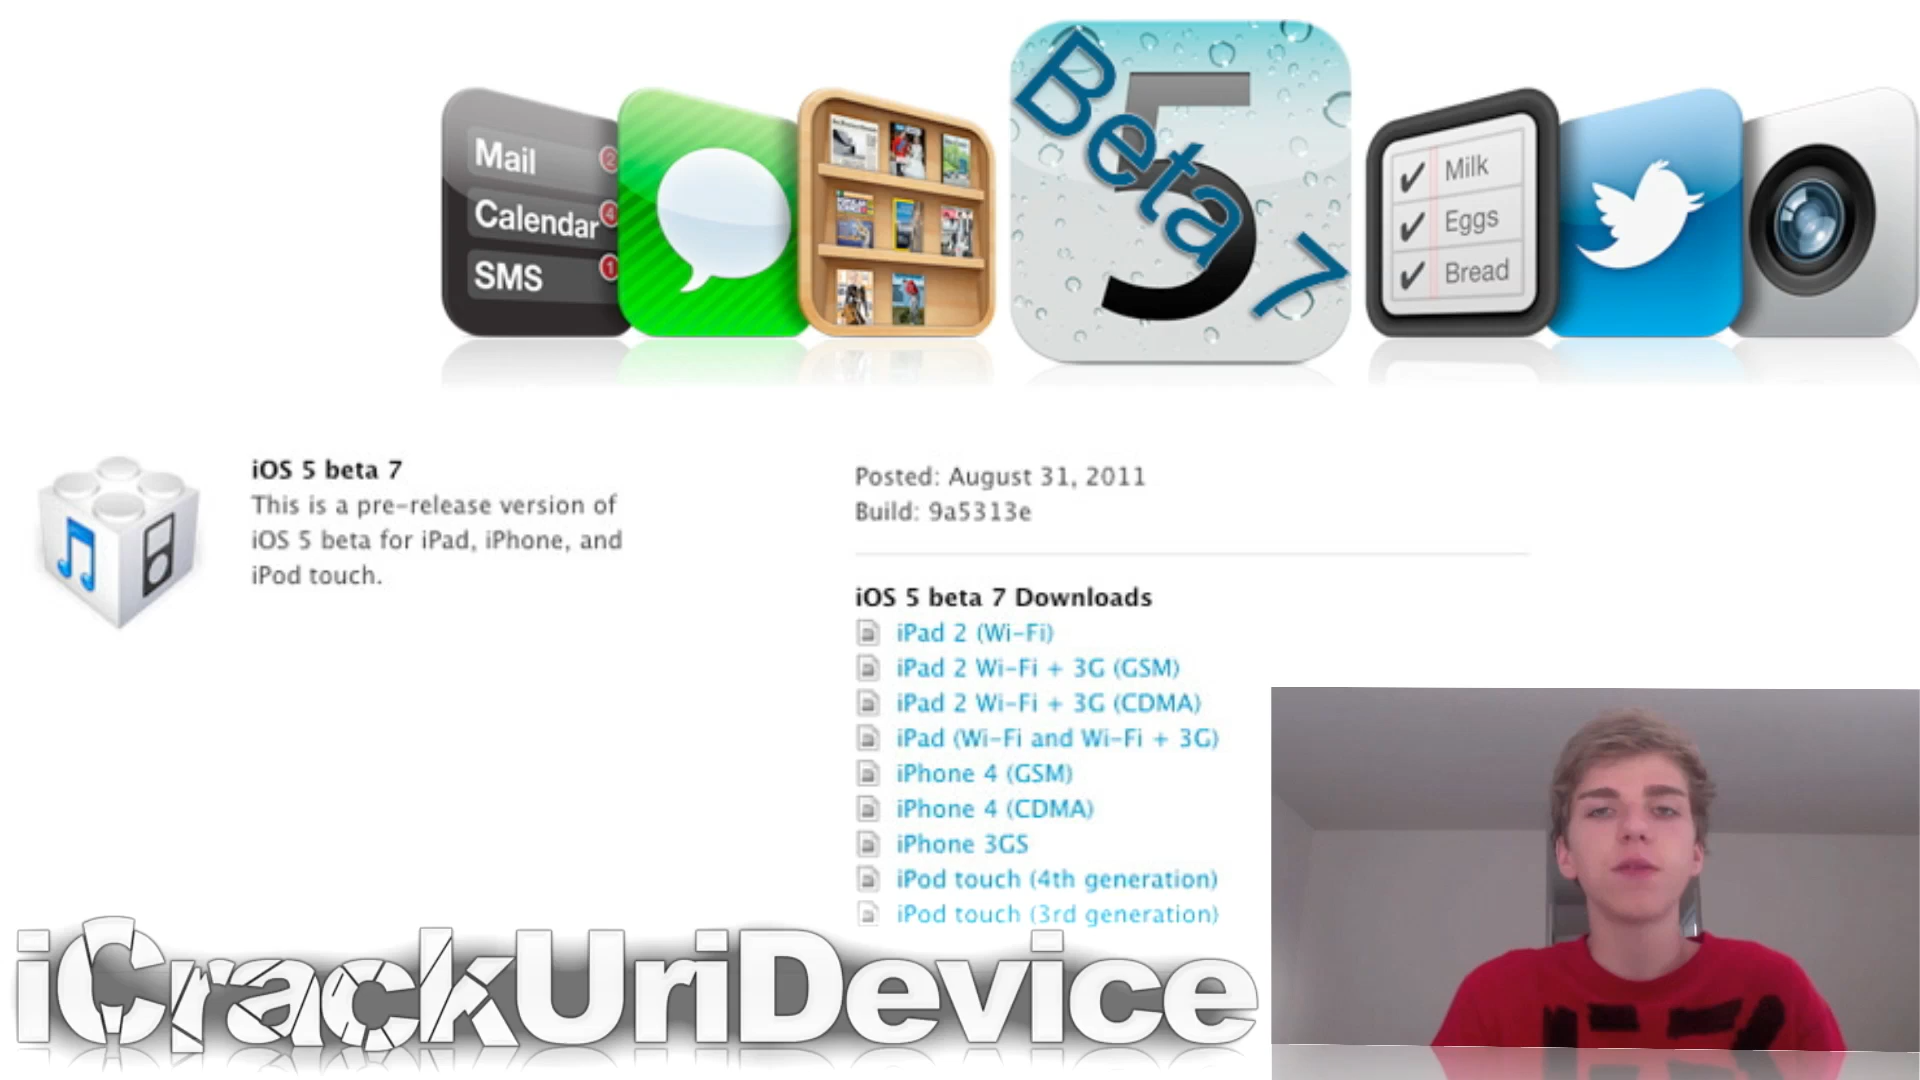 Mail 2
Calendar 4
SMS 1
5
Beta 7
Milk
Eggs
Bread
iOS 5 beta 7
This is a pre-release version of
iOS 5 beta for iPad, iPhone, and
iPod touch.
Posted: August 31, 2011
Build: 9a5313e
iOS 5 beta 7 Downloads
iPad 2 (Wi-Fi)
iPad 2 Wi-Fi + 3G (GSM)
iPad 2 Wi-Fi + 3G (CDMA)
iPad (Wi-Fi and Wi-Fi + 3G)
iPhone 4 (GSM)
iPhone 4 (CDMA)
iPhone 3GS
iPod touch (4th generation)
iPod touch (3rd generation)
iCrackUriDevice